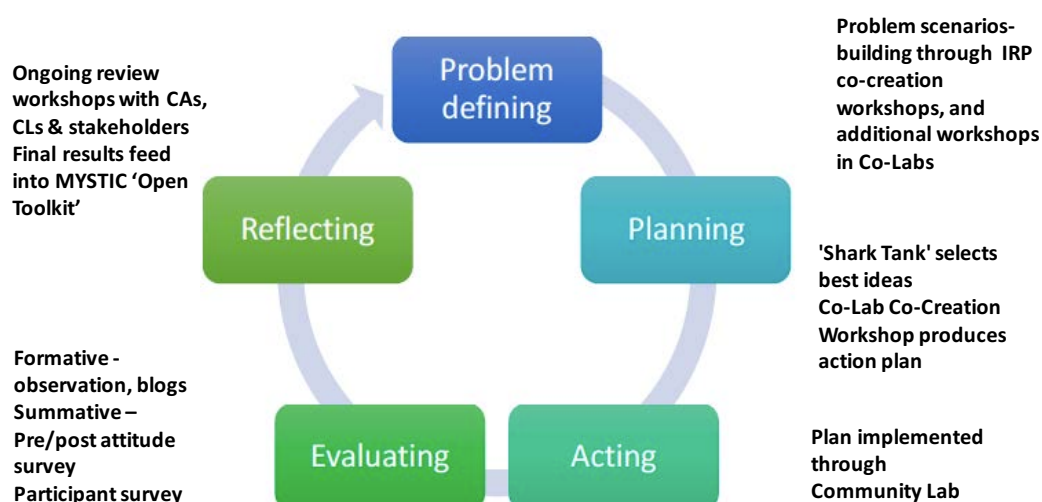 Problem
defining
Problem scenarios-
building through IRP
co-creation
workshops, and
additional workshops
in Co-Labs
Planning
'Shark Tank' selects
best ideas
Co-Lab Co-Creation
Workshop produces
action plan
Acting
Plan implemented
through
Community Lab
Evaluating
Formative -
observation, blogs
Summative –
Pre/post attitude
survey
Participant survey
Reflecting
Ongoing review
workshops with CAs,
CLs & stakeholders
Final results feed
into MYSTIC ‘Open
Toolkit’